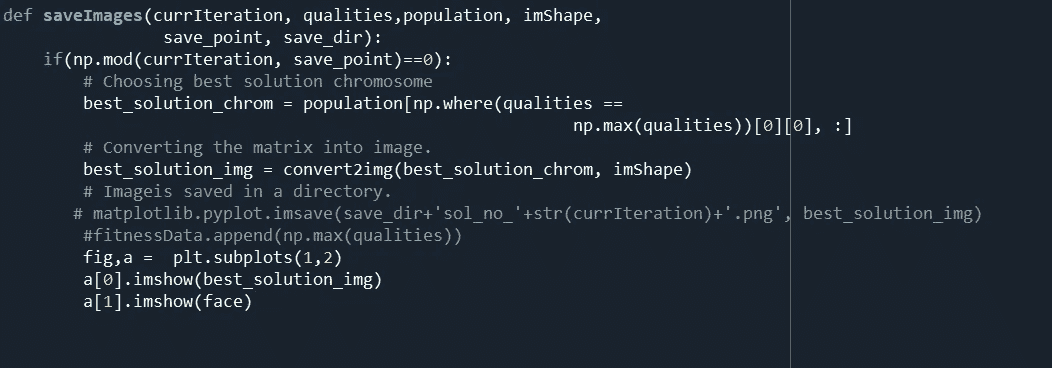 def saveImages(currIteration, qualities,population, imShape,
save_point, save_dir):
if(np.mod(currIteration, save_point)==0):
# Choosing best solution chromosome
best_solution_chrom = population[np.where(qualities ==
np.max(qualities))[0][0], :]
# Converting the matrix into image.
best_solution_img = convert2img(best_solution_chrom, imShape)
# Imageis saved in a directory.
# matplotlib.pyplot.imsave(save_dir+'sol_no_'+str(currIteration)+'.png', best_solution_img)
#fitnessData.append(np.max(qualities))
fig,a =  plt.subplots(1,2)
a[0].imshow(best_solution_img)
a[1].imshow(face)